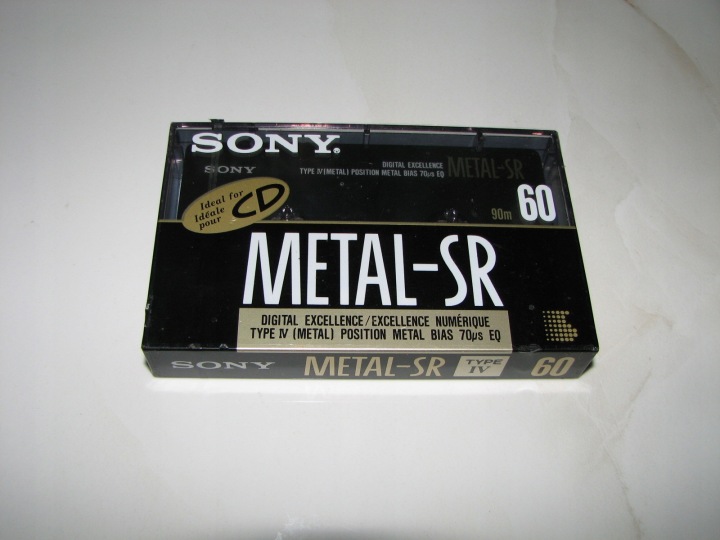 SONY®
SONY
DIGITAL EXCELLENCE METAL-SR
TYPE IV (METAL) POSITION METAL BIAS 70µs EQ
Ideal for
Idéale
pour
CD
90m 60
METAL-SR
DIGITAL EXCELLENCE/EXCELLENCE NUMÉRIQUE
TYPE IV (METAL) POSITION METAL BIAS 70µs EQ
SONY METAL-SR TYPE IV 60